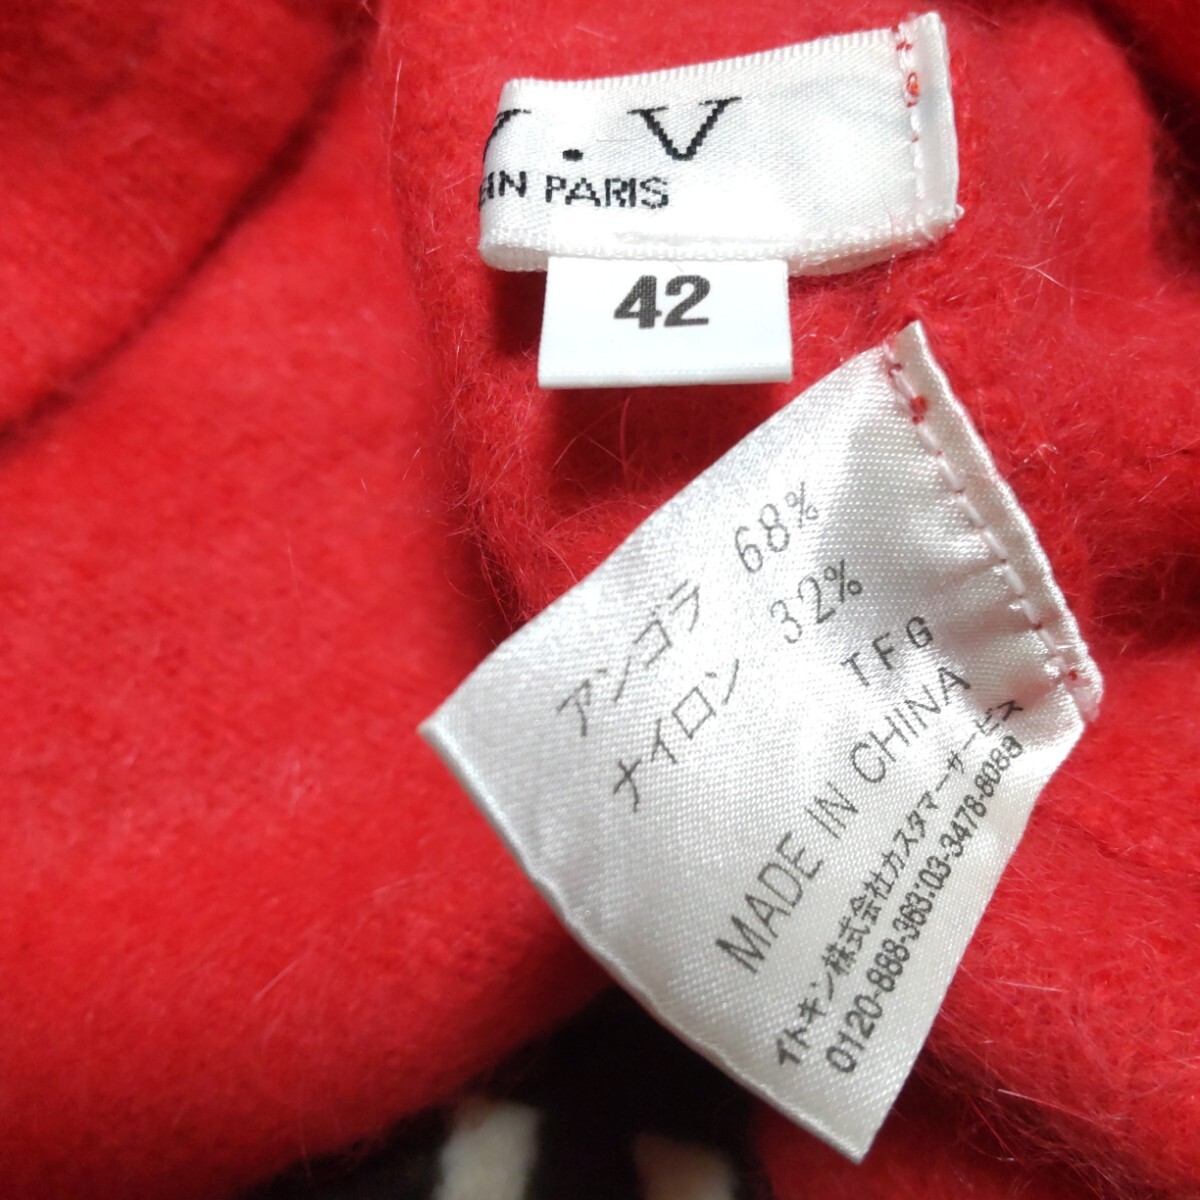 . V
PARIS
42
アンゴラ 68%
ナイロン 32%
TFG
MADE IN CHINA
イトキン株式会社カスタマーサービス
0120-888-363:03-3478-8088